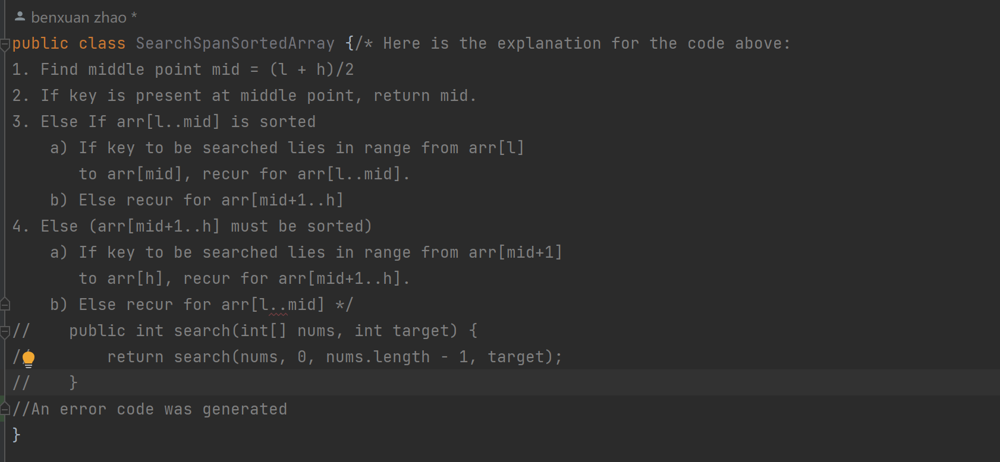 benxuan zhao *
public class SearchSpanSortedArray {/* Here is the explanation for the code above:
1. Find middle point mid = (l + h)/2
2. If key is present at middle point, return mid.
3. Else If arr[l..mid] is sorted
    a) If key to be searched lies in range from arr[l]
       to arr[mid], recur for arr[l..mid].
    b) Else recur for arr[mid+1..h]
4. Else (arr[mid+1..h] must be sorted)
    a) If key to be searched lies in range from arr[mid+1]
       to arr[h], recur for arr[mid+1..h].
    b) Else recur for arr[l..mid] */
//    public int search(int[] nums, int target) {
//        return search(nums, 0, nums.length - 1, target);
//    }
//An error code was generated
}